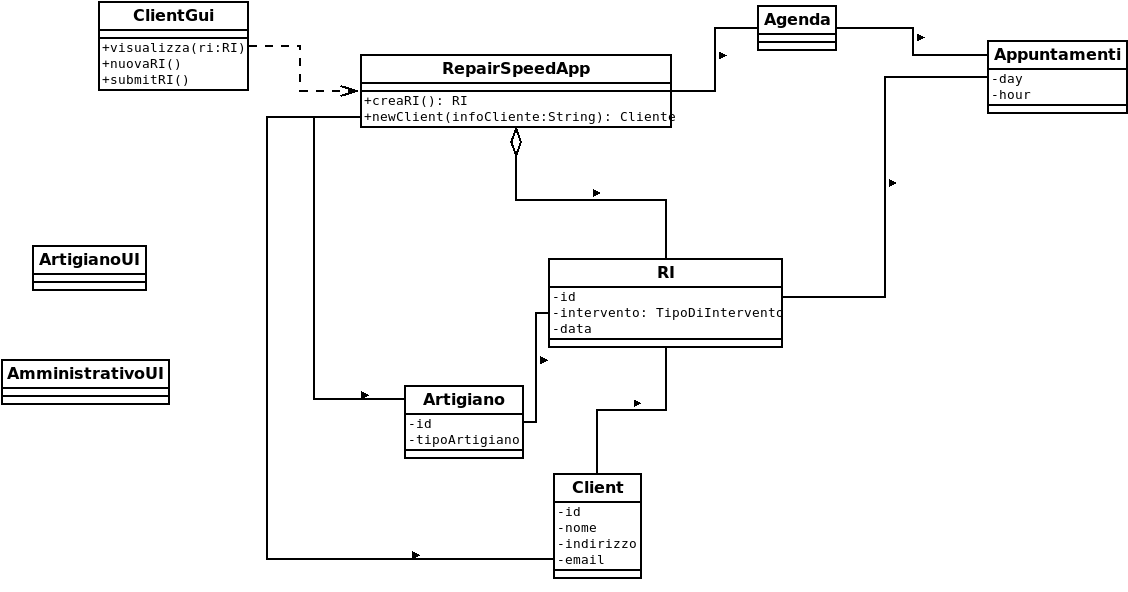 ClientGui
+visualizza(ri:RI)
+nuovaRI()
+submitRI()
Agenda
Appuntamenti
-day
-hour
RepairSpeedApp
+creaRI(): RI
+newClient(infoCliente:String): Cliente
ArtigianoUI
RI
-id
-intervento: TipoDiIntervento
-data
AmministrativoUI
Artigiano
-id
-tipoArtigiano
Client
-id
-nome
-indirizzo
-email